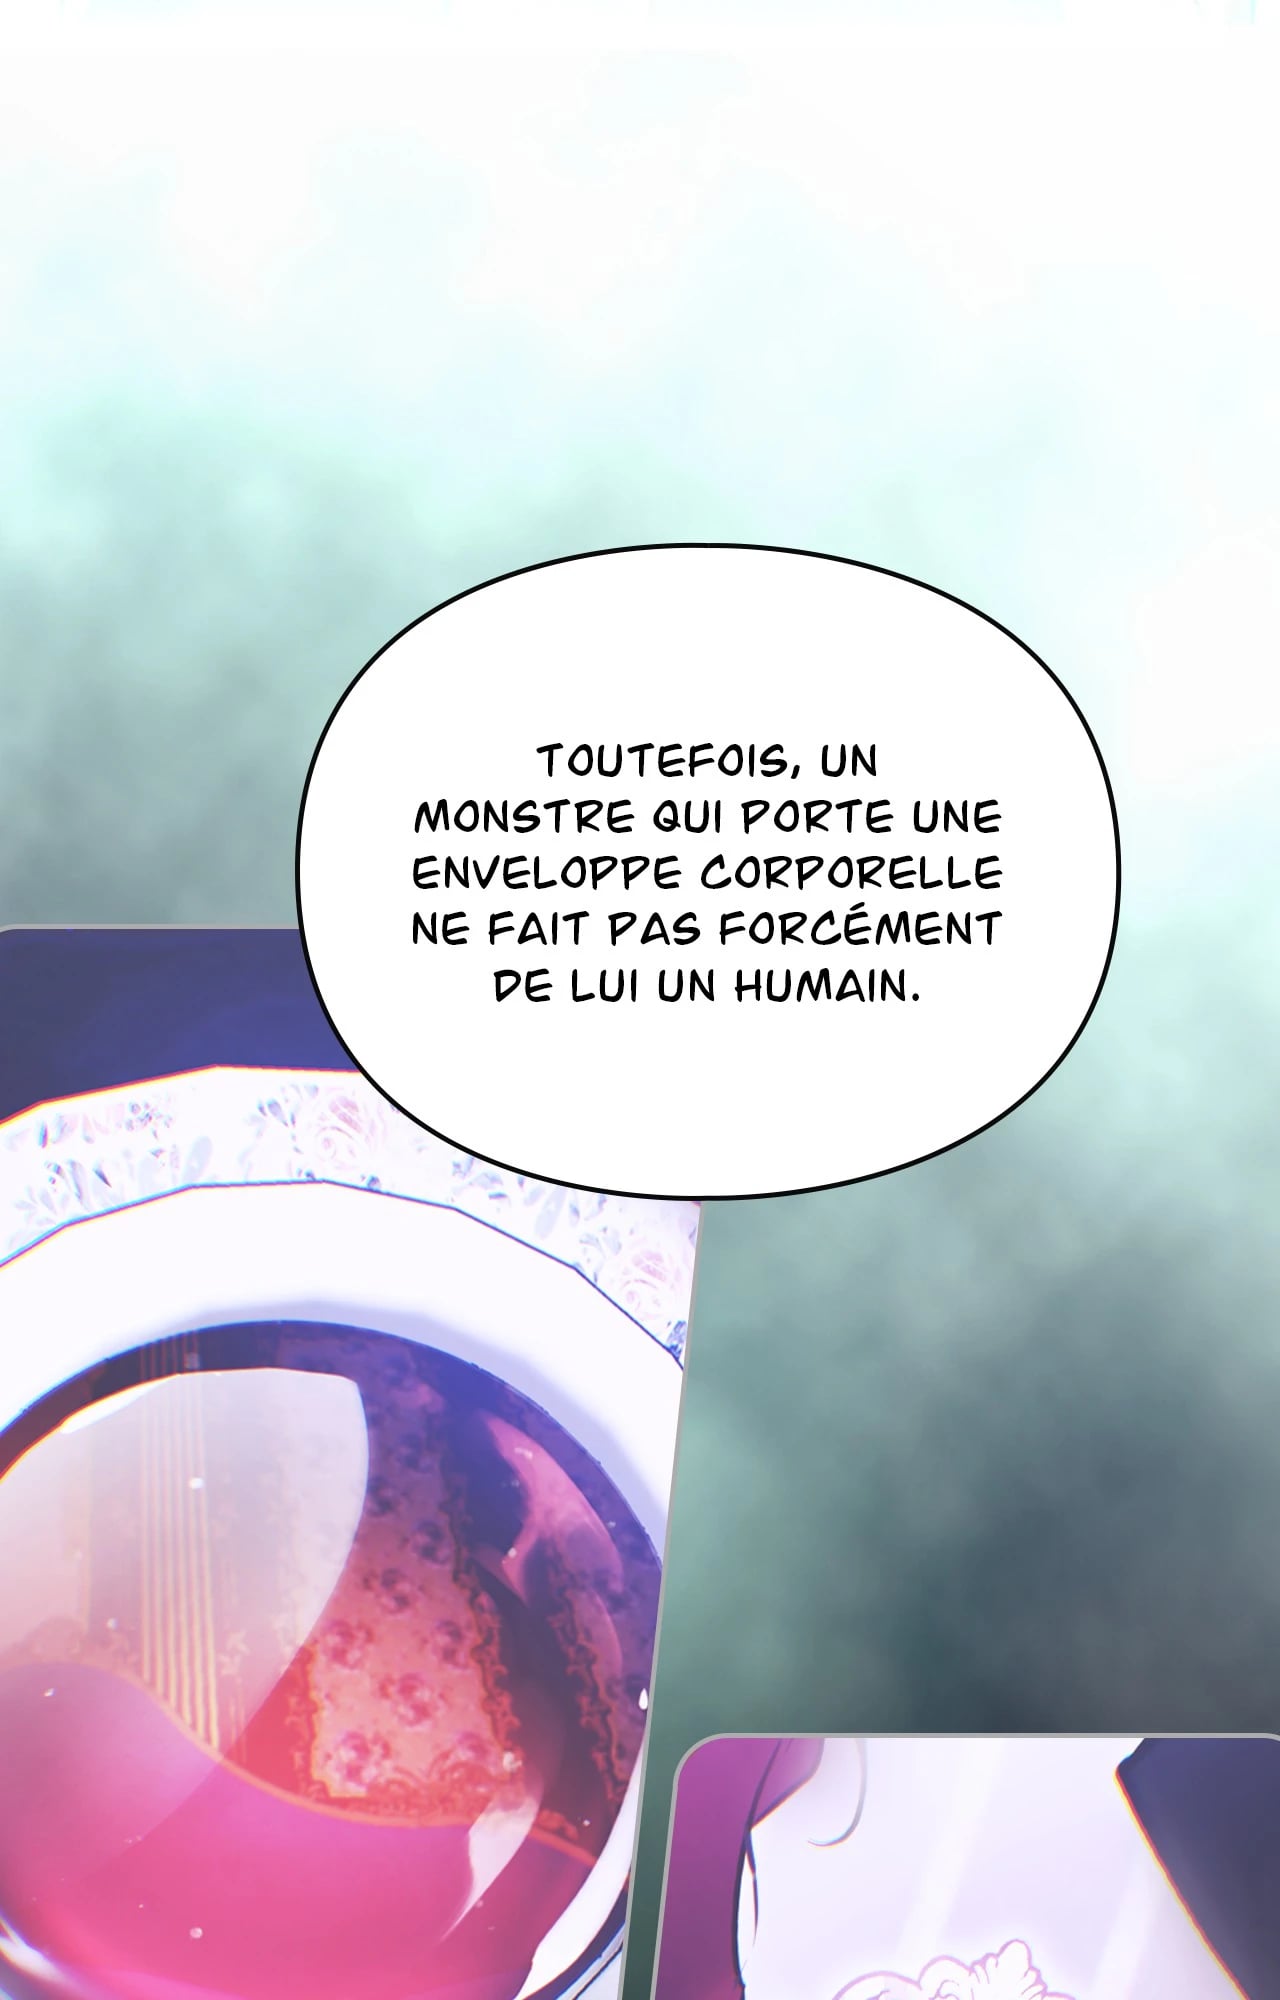 TOUTEFOIS, UN
MONSTRE QUI PORTE UNE
ENVELOPPE CORPORELLE
NE FAIT PAS FORCÉMENT
DE LUI UN HUMAIN.